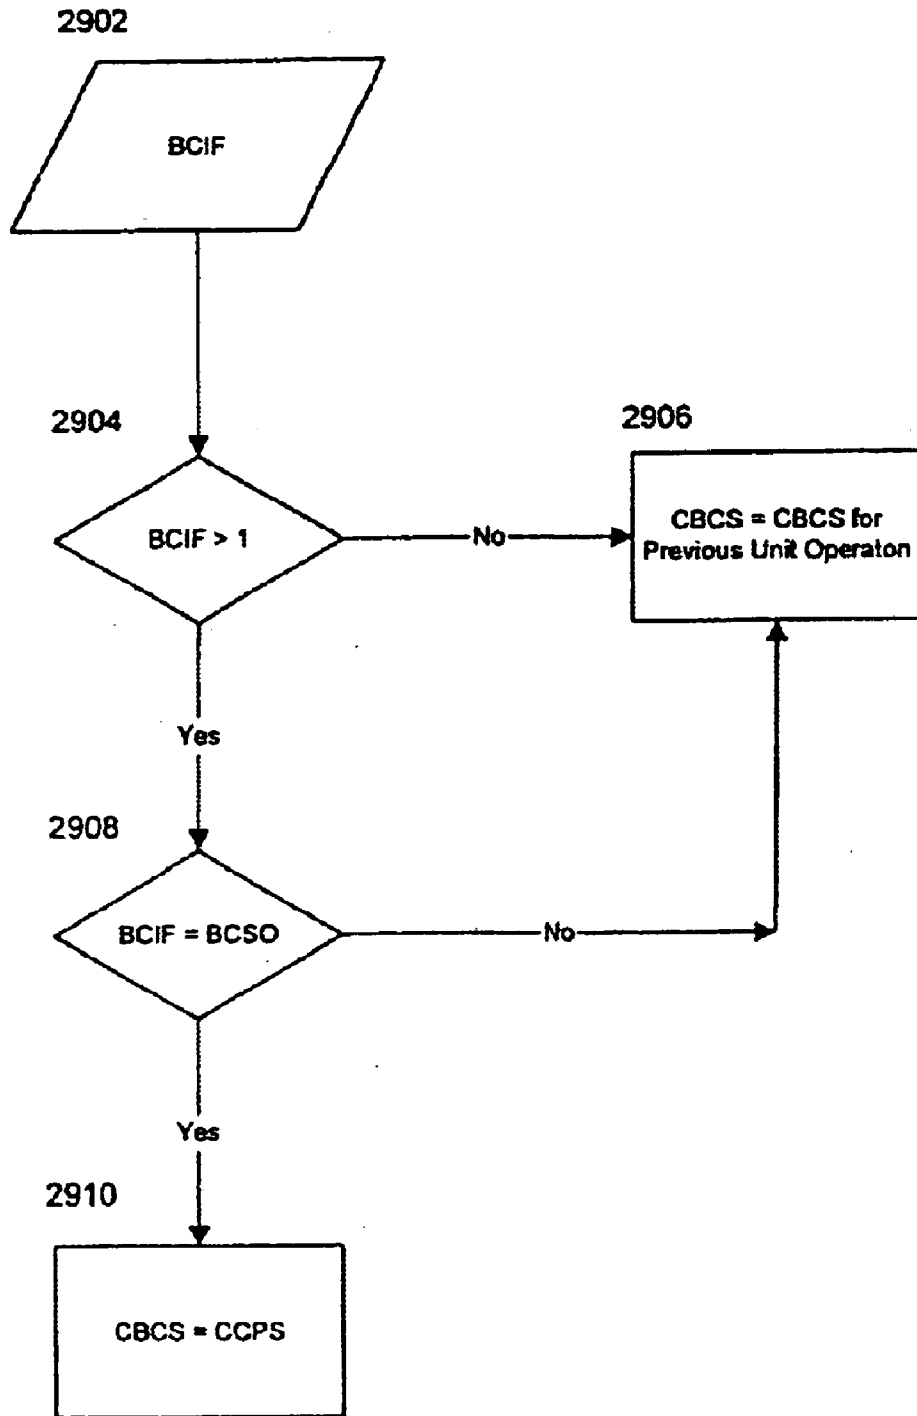 2902
BCIF
2904
BCIF > 1
No
2906
CBCS = CBCS for
Previous Unit Operaton
Yes
2908
BCIF = BCSO
No
Yes
2910
CBCS = CCPS